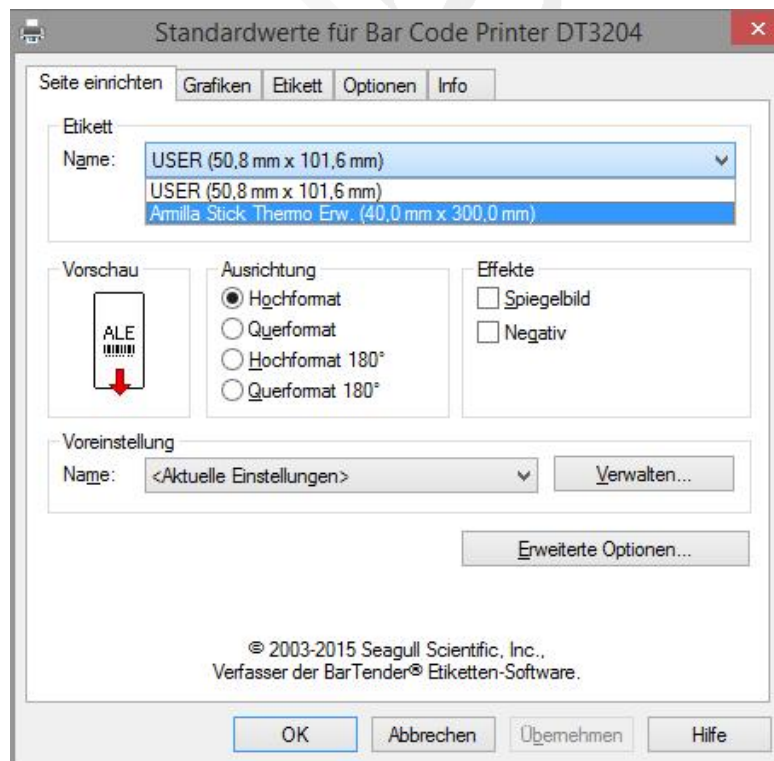 Standardwerte für Bar Code Printer DT3204
Seite einrichten Grafiken Etikett Optionen Info
Etikett
Name: USER (50,8 mm x 101,6 mm)
USER (50,8 mm x 101,6 mm)
Armilla Stick Thermo Erw. (40,0 mm x 300,0 mm)
Vorschau
ALE
Ausrichtung
Hochformat
Querformat
Hochformat 180°
Querformat 180°
Effekte
Spiegelbild
Negativ
Voreinstellung
Name: <Aktuelle Einstellungen> Verwalten...
Erweiterte Optionen...
© 2003-2015 Seagull Scientific, Inc.,
Verfasser der BarTender® Etiketten-Software.
OK Abbrechen Übernehmen Hilfe